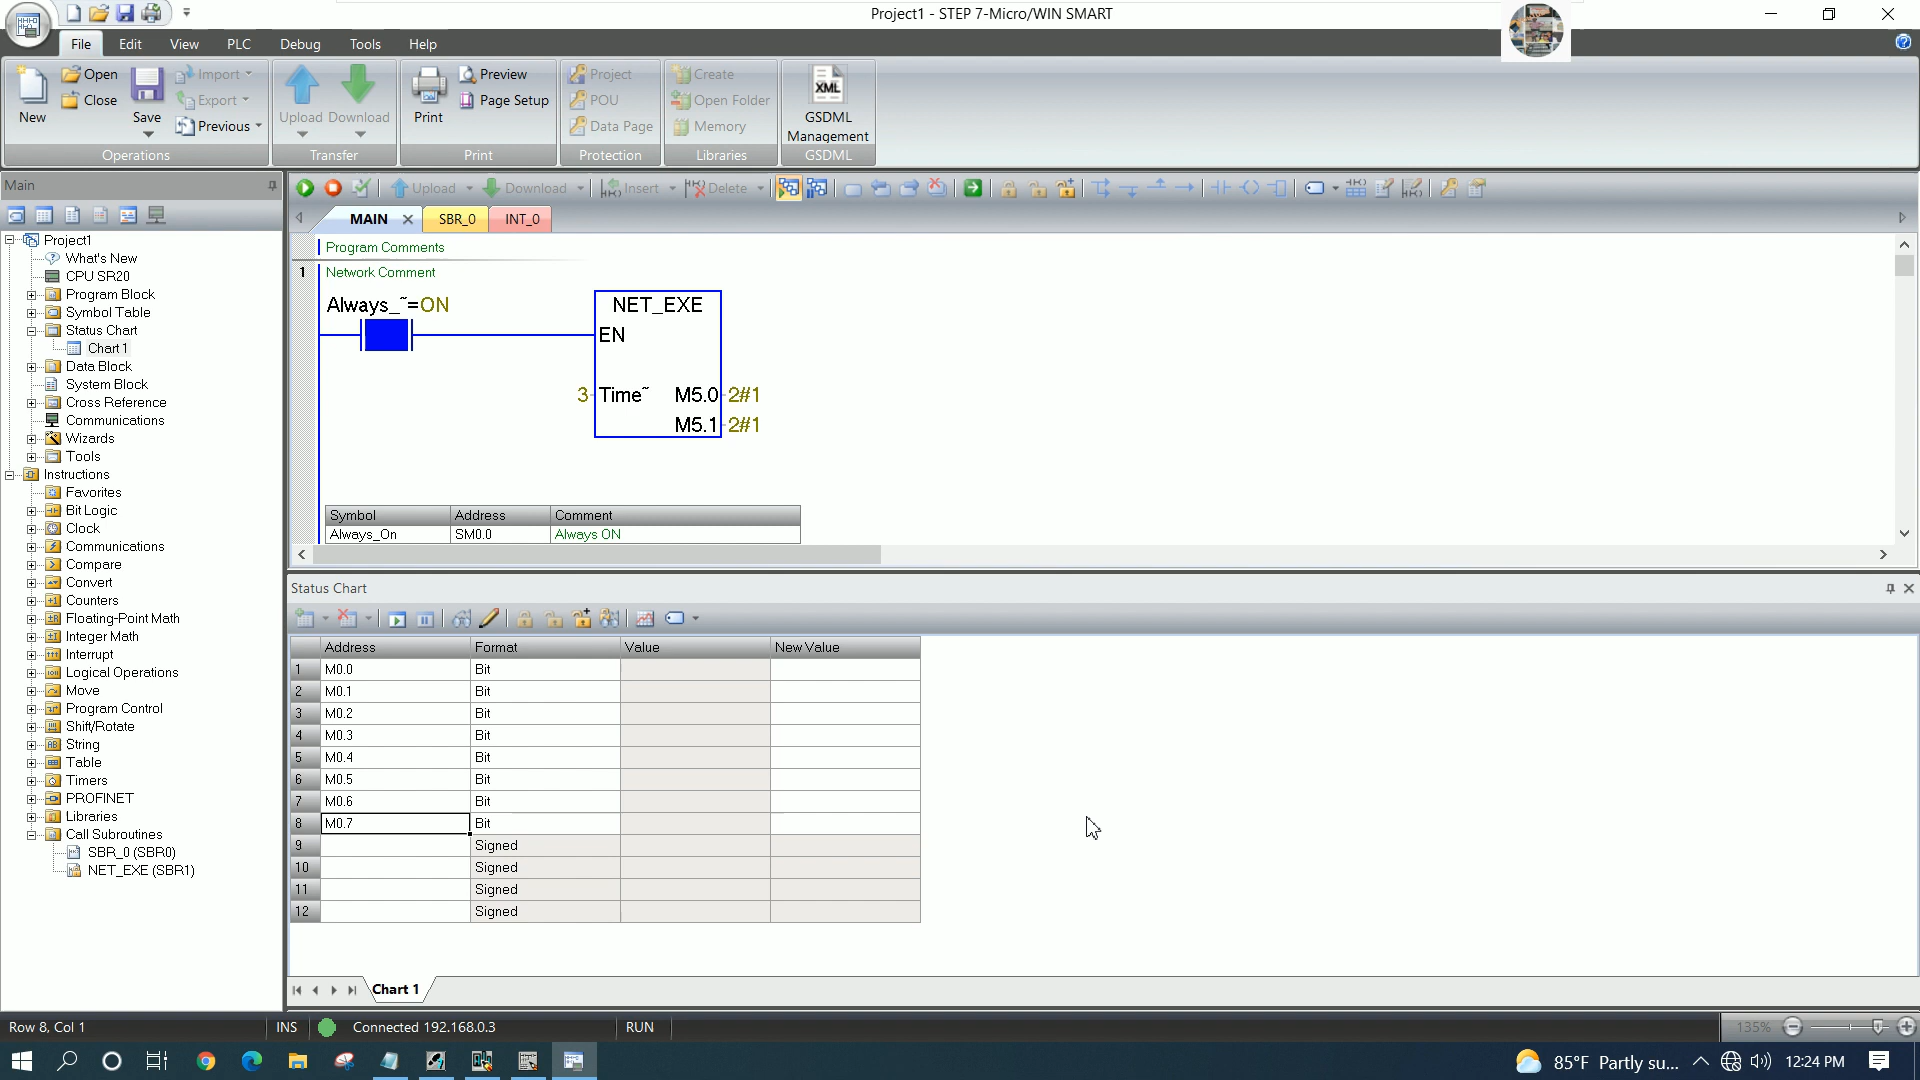 Project1 - STEP 7-Micro/WIN SMART
File Edit View PLC Debug Tools Help
New
Open
Close
Save
Import
Export
Previous
Operations
Upload
Download
Transfer
Print
Preview
Page Setup
Print
Project
POU
Data Page
Protection
Create
Open Folder
Memory
Libraries
XML
GSDML
Management
GSDML
Main
Upload Download Insert Delete
MAIN SBR_0 INT_0
Project1
What's New
CPU SR20
Program Block
Symbol Table
Status Chart
Chart 1
Data Block
System Block
Cross Reference
Communications
Wizards
Tools
Instructions
Favorites
Bit Logic
Clock
Communications
Compare
Convert
Counters
Floating-Point Math
Integer Math
Interrupt
Logical Operations
Move
Program Control
Shift/Rotate
String
Table
Timers
PROFINET
Libraries
Call Subroutines
SBR_0 (SBR0)
NET_EXE (SBR1)
Program Comments
1 Network Comment
Always_~=ON
NET_EXE
EN
3 Time~ M5.0 2#1
M5.1 2#1
Symbol Address Comment
Always_On SM0.0 Always ON
Status Chart
Address Format Value New Value
1 M0.0 Bit
2 M0.1 Bit
3 M0.2 Bit
4 M0.3 Bit
5 M0.4 Bit
6 M0.5 Bit
7 M0.6 Bit
8 M0.7 Bit
9 Signed
10 Signed
11 Signed
12 Signed
Chart 1
Row 8, Col 1 INS Connected 192.168.0.3 RUN 135%
85°F Partly su... 12:24 PM